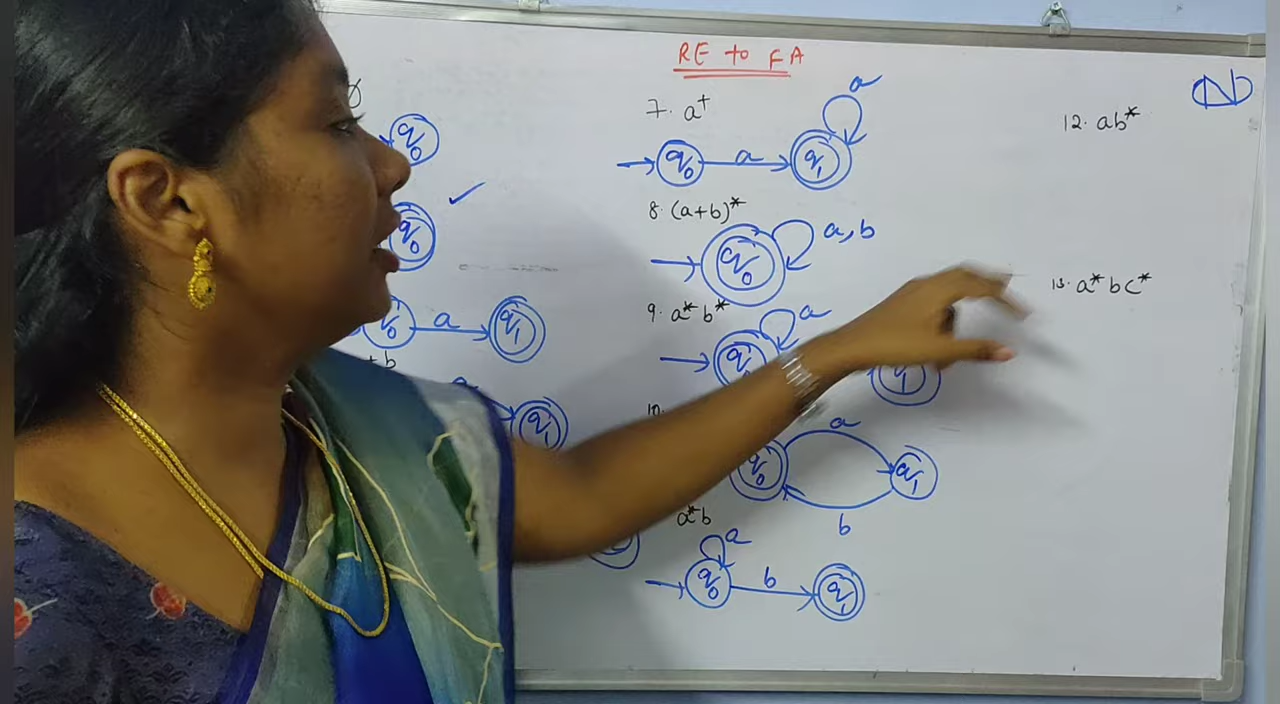 RE to FA
q0
q0
q0 a q1
+b
a
q1
7. a⁺
a
q0 a q1
8. (a+b)*
q0 a, b
9. a*b*
a
q1
10.
a
q0 q1
b
a*b
a
q0 b q1
12. ab*
13. a*bc*